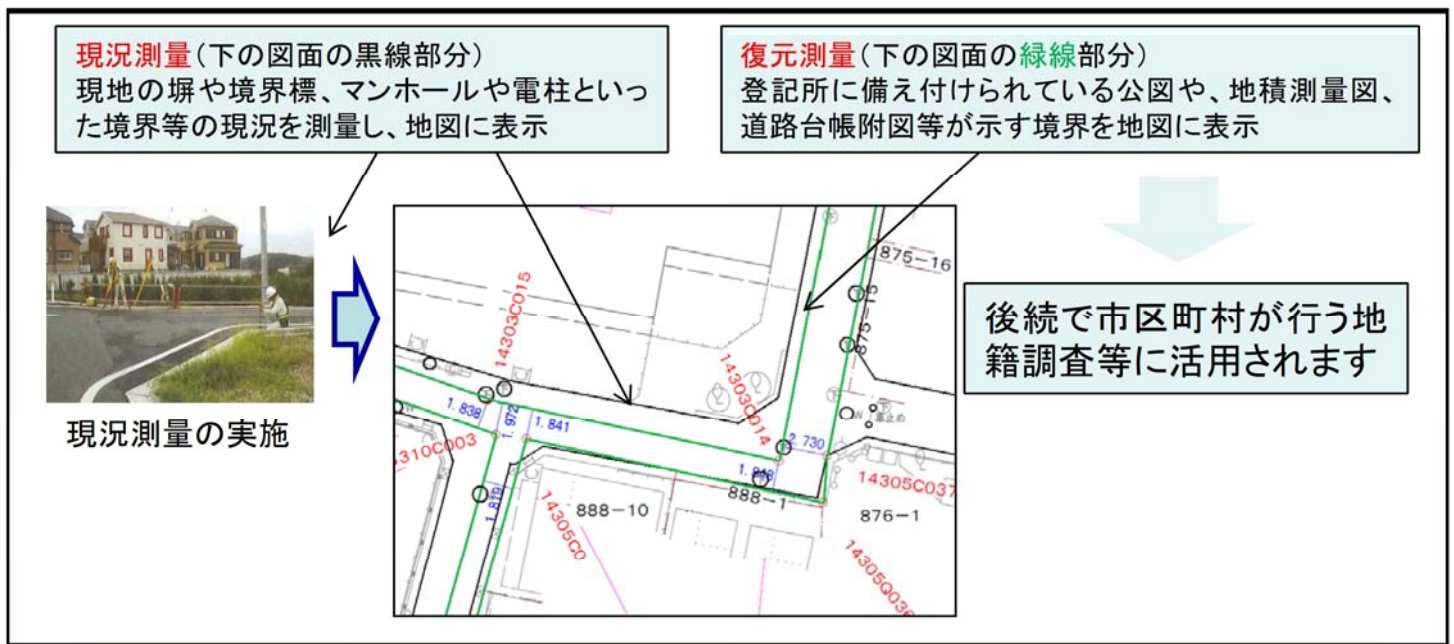 現況測量(下の図面の黒線部分)
現地の塀や境界標、マンホールや電柱といっ
た境界等の現況を測量し、地図に表示
復元測量(下の図面の緑線部分)
登記所に備え付けられている公図や、地積測量図、
道路台帳附図等が示す境界を地図に表示
現況測量の実施
875-16
875-15
14303C015
14303C014
1.838
1.972
1.841
2.730
車止め
4310C003
1.848
14305C037
1.819
888-1
888-10
876-1
14305C0
14305Q036
後続で市区町村が行う地
籍調査等に活用されます